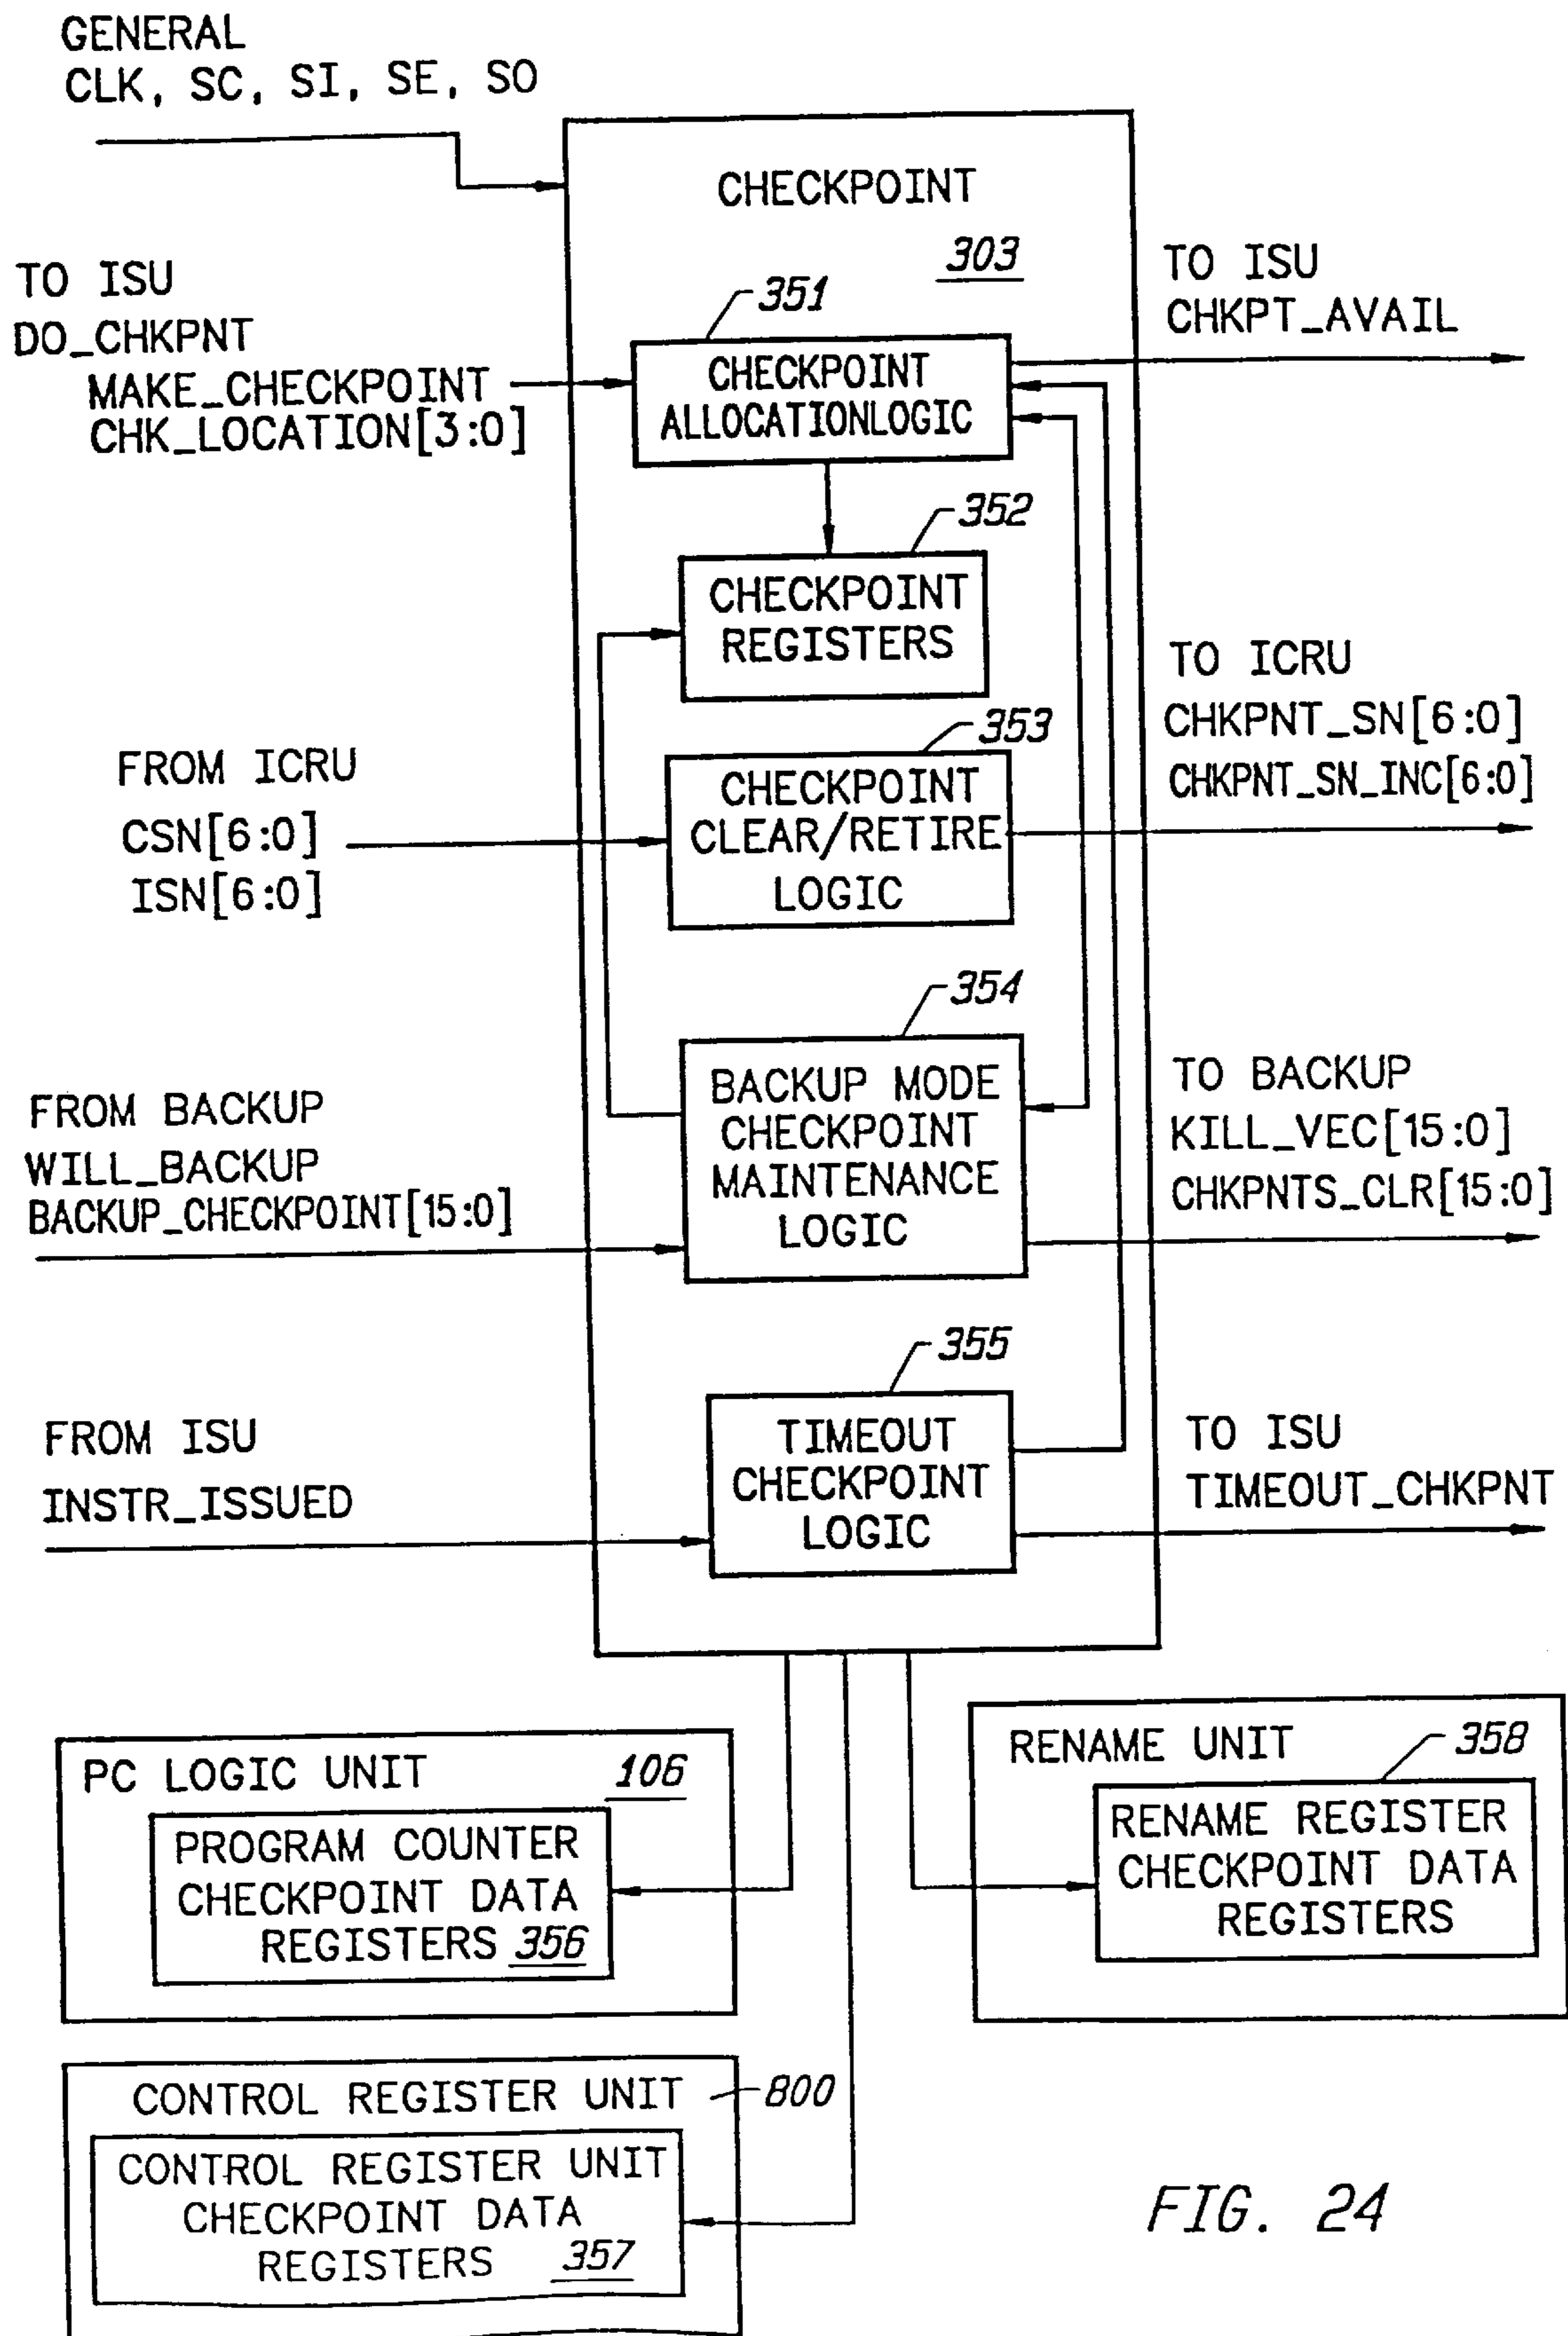 GENERAL
CLK, SC, SI, SE, SO
CHECKPOINT
303
TO ISU
DO_CHKPNT
MAKE_CHECKPOINT
CHK_LOCATION[3:0]
351
CHECKPOINT
ALLOCATIONLOGIC
TO ISU
CHKPT_AVAIL
352
CHECKPOINT
REGISTERS
FROM ICRU
CSN[6:0]
ISN[6:0]
353
CHECKPOINT
CLEAR/RETIRE
LOGIC
TO ICRU
CHKPNT_SN[6:0]
CHKPNT_SN_INC[6:0]
FROM BACKUP
WILL_BACKUP
BACKUP_CHECKPOINT[15:0]
354
BACKUP MODE
CHECKPOINT
MAINTENANCE
LOGIC
TO BACKUP
KILL_VEC[15:0]
CHKPNTS_CLR[15:0]
FROM ISU
INSTR_ISSUED
355
TIMEOUT
CHECKPOINT
LOGIC
TO ISU
TIMEOUT_CHKPNT
PC LOGIC UNIT 106
PROGRAM COUNTER
CHECKPOINT DATA
REGISTERS 356
RENAME UNIT 358
RENAME REGISTER
CHECKPOINT DATA
REGISTERS
CONTROL REGISTER UNIT 800
CONTROL REGISTER UNIT
CHECKPOINT DATA
REGISTERS 357
FIG. 24